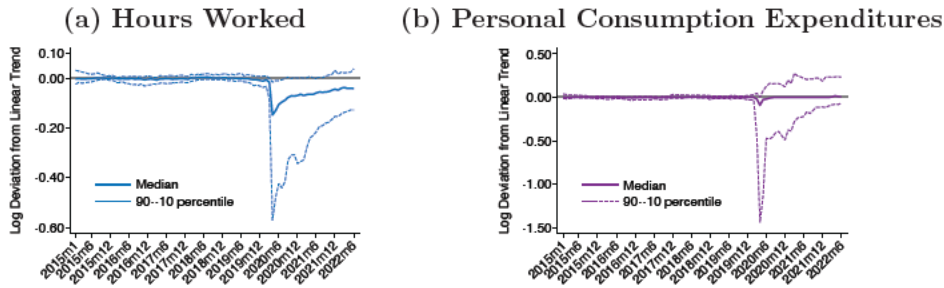 (a) Hours Worked
Log Deviation from Linear Trend
0.10
0.00
-0.20
-0.40
-0.60
Median
90--10 percentile
2015m1
2015m6
2015m12
2016m6
2016m12
2017m6
2017m12
2018m6
2018m12
2019m6
2019m12
2020m6
2020m12
2021m6
2021m12
2022m6
(b) Personal Consumption Expenditures
Log Deviation from Linear Trend
0.50
0.00
-0.50
-1.00
-1.50
Median
90--10 percentile
2015m1
2015m6
2015m12
2016m6
2016m12
2017m6
2017m12
2018m6
2018m12
2019m6
2019m12
2020m6
2020m12
2021m6
2021m12
2022m6